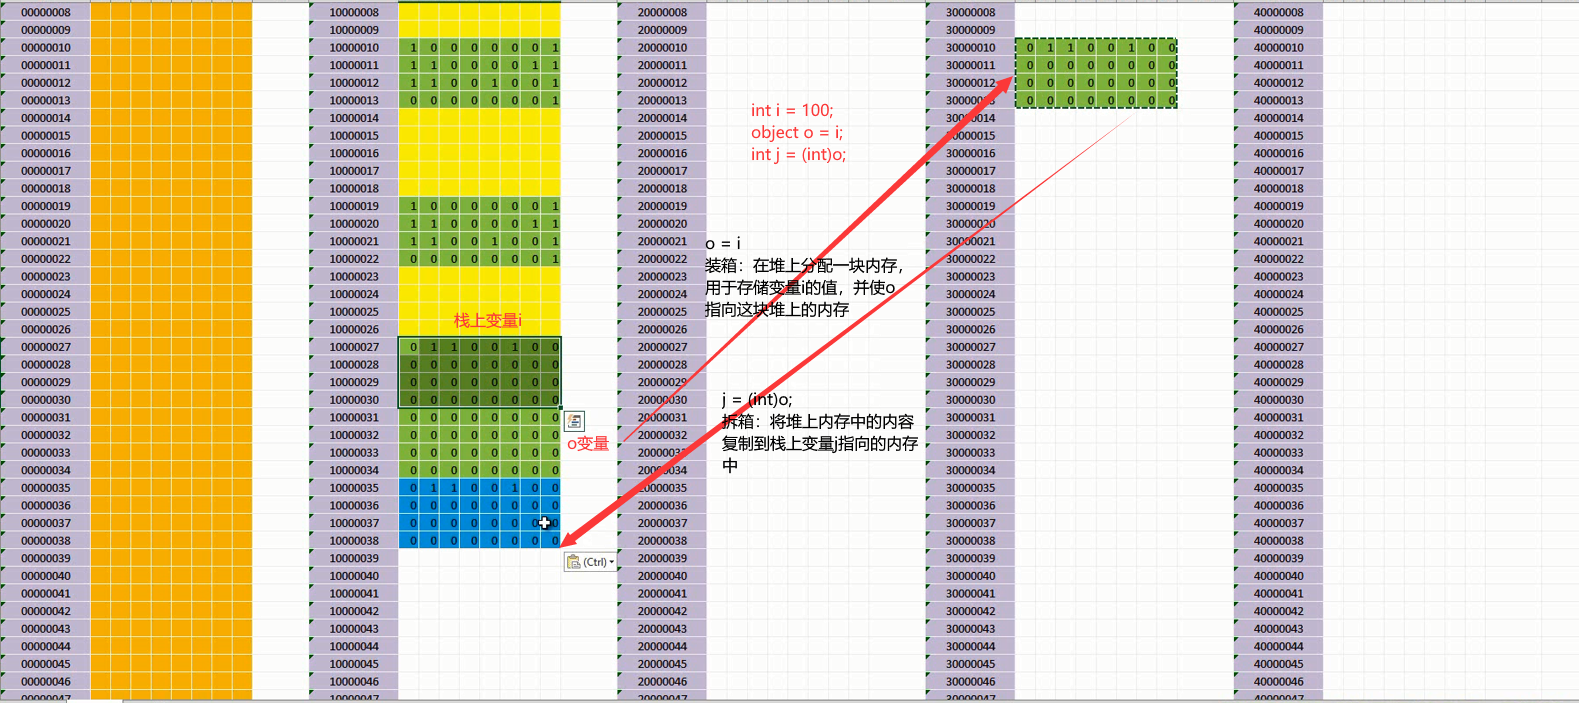 00000008 10000008 20000008 30000008 40000008
00000009 10000009 20000009 30000009 40000009
00000010 10000010 1 0 0 0 0 0 0 1 20000010 30000010 0 1 1 0 0 1 0 0 40000010
00000011 10000011 1 1 0 0 0 0 1 1 20000011 30000011 0 0 0 0 0 0 0 0 40000011
00000012 10000012 1 1 0 0 1 0 0 1 20000012 30000012 0 0 0 0 0 0 0 0 40000012
00000013 10000013 0 0 0 0 0 0 0 1 20000013 30000013 0 0 0 0 0 0 0 0 40000013
00000014 10000014 20000014 30000014 40000014
00000015 10000015 20000015 30000015 40000015
00000016 10000016 20000016 30000016 40000016
00000017 10000017 20000017 30000017 40000017
00000018 10000018 20000018 30000018 40000018
00000019 10000019 1 0 0 0 0 0 0 1 20000019 30000019 40000019
00000020 10000020 1 1 0 0 0 0 1 1 20000020 30000020 40000020
00000021 10000021 1 1 0 0 1 0 0 1 20000021 30000021 40000021
00000022 10000022 0 0 0 0 0 0 0 1 20000022 30000022 40000022
00000023 10000023 20000023 30000023 40000023
00000024 10000024 20000024 30000024 40000024
00000025 10000025 20000025 30000025 40000025
00000026 10000026 20000026 30000026 40000026
00000027 10000027 0 1 1 0 0 1 0 0 20000027 30000027 40000027
00000028 10000028 0 0 0 0 0 0 0 0 20000028 30000028 40000028
00000029 10000029 0 0 0 0 0 0 0 0 20000029 30000029 40000029
00000030 10000030 0 0 0 0 0 0 0 0 20000030 30000030 40000030
00000031 10000031 0 0 0 0 0 0 0 0 20000031 30000031 40000031
00000032 10000032 0 0 0 0 0 0 0 0 20000032 30000032 40000032
00000033 10000033 0 0 0 0 0 0 0 0 20000033 30000033 40000033
00000034 10000034 0 0 0 0 0 0 0 0 20000034 30000034 40000034
00000035 10000035 0 1 1 0 0 1 0 0 20000035 30000035 40000035
00000036 10000036 0 0 0 0 0 0 0 0 20000036 30000036 40000036
00000037 10000037 0 0 0 0 0 0 0 0 20000037 30000037 40000037
00000038 10000038 0 0 0 0 0 0 0 0 20000038 30000038 40000038
00000039 10000039 20000039 30000039 40000039
00000040 10000040 20000040 30000040 40000040
00000041 10000041 20000041 30000041 40000041
00000042 10000042 20000042 30000042 40000042
00000043 10000043 20000043 30000043 40000043
00000044 10000044 20000044 30000044 40000044
00000045 10000045 20000045 30000045 40000045
00000046 10000046 20000046 30000046 40000046
00000047 10000047 20000047 30000047 40000047
栈上变量i
o变量
(Ctrl)
int i = 100;
object o = i;
int j = (int)o;
o = i
装箱：在堆上分配一块内存，
用于存储变量i的值，并使o
指向这块堆上的内存
j = (int)o;
拆箱：将堆上内存中的内容
复制到栈上变量j指向的内存
中